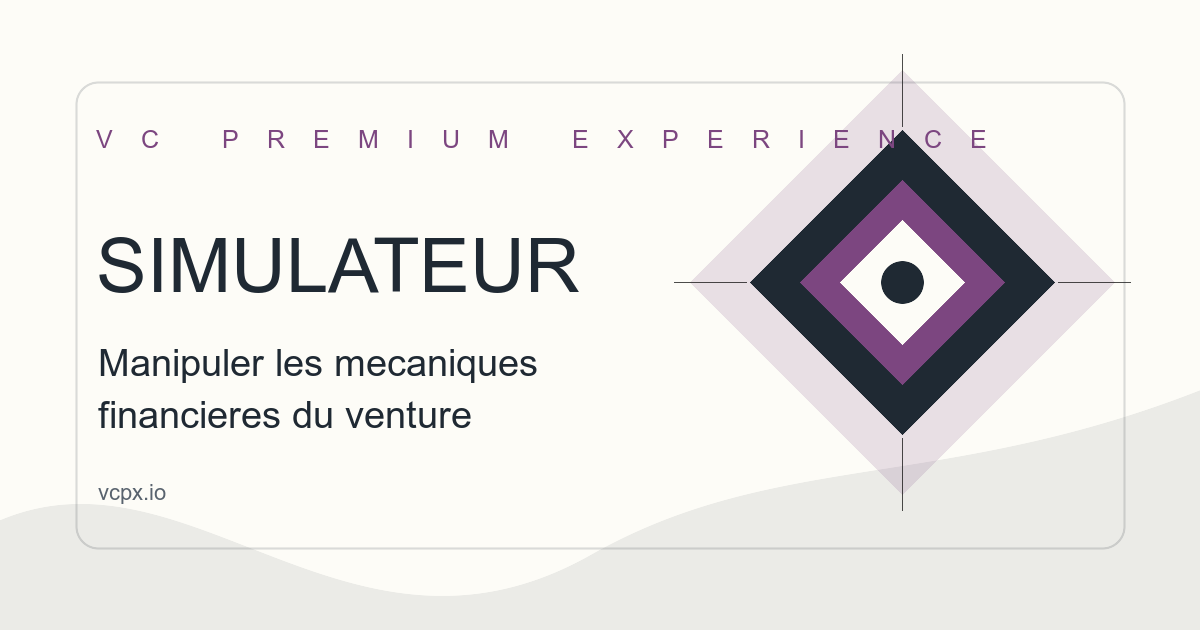 VC PREMIUM EXPERIENCE
SIMULATEUR
Manipuler les mecaniques
financieres du venture
vcpx.io